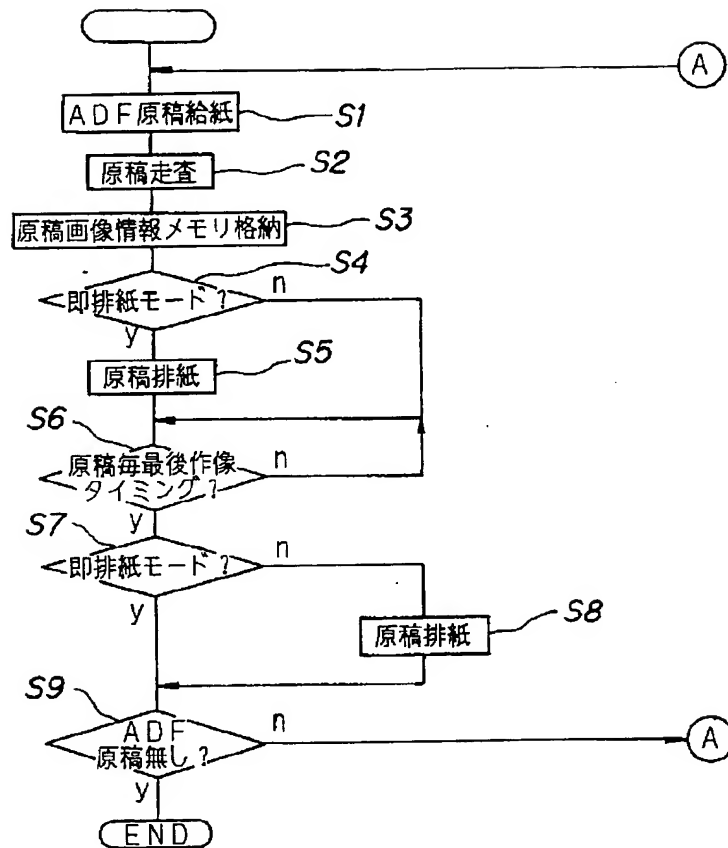 A
ADF原稿給紙 S1
原稿走査 S2
原稿画像情報メモリ格納 S3
S4
即排紙モード? n
y
原稿排紙 S5
S6
原稿毎最後作像 n
タイミング?
y
S7
即排紙モード? n
y
原稿排紙 S8
S9
ADF n
原稿無し? A
y
END